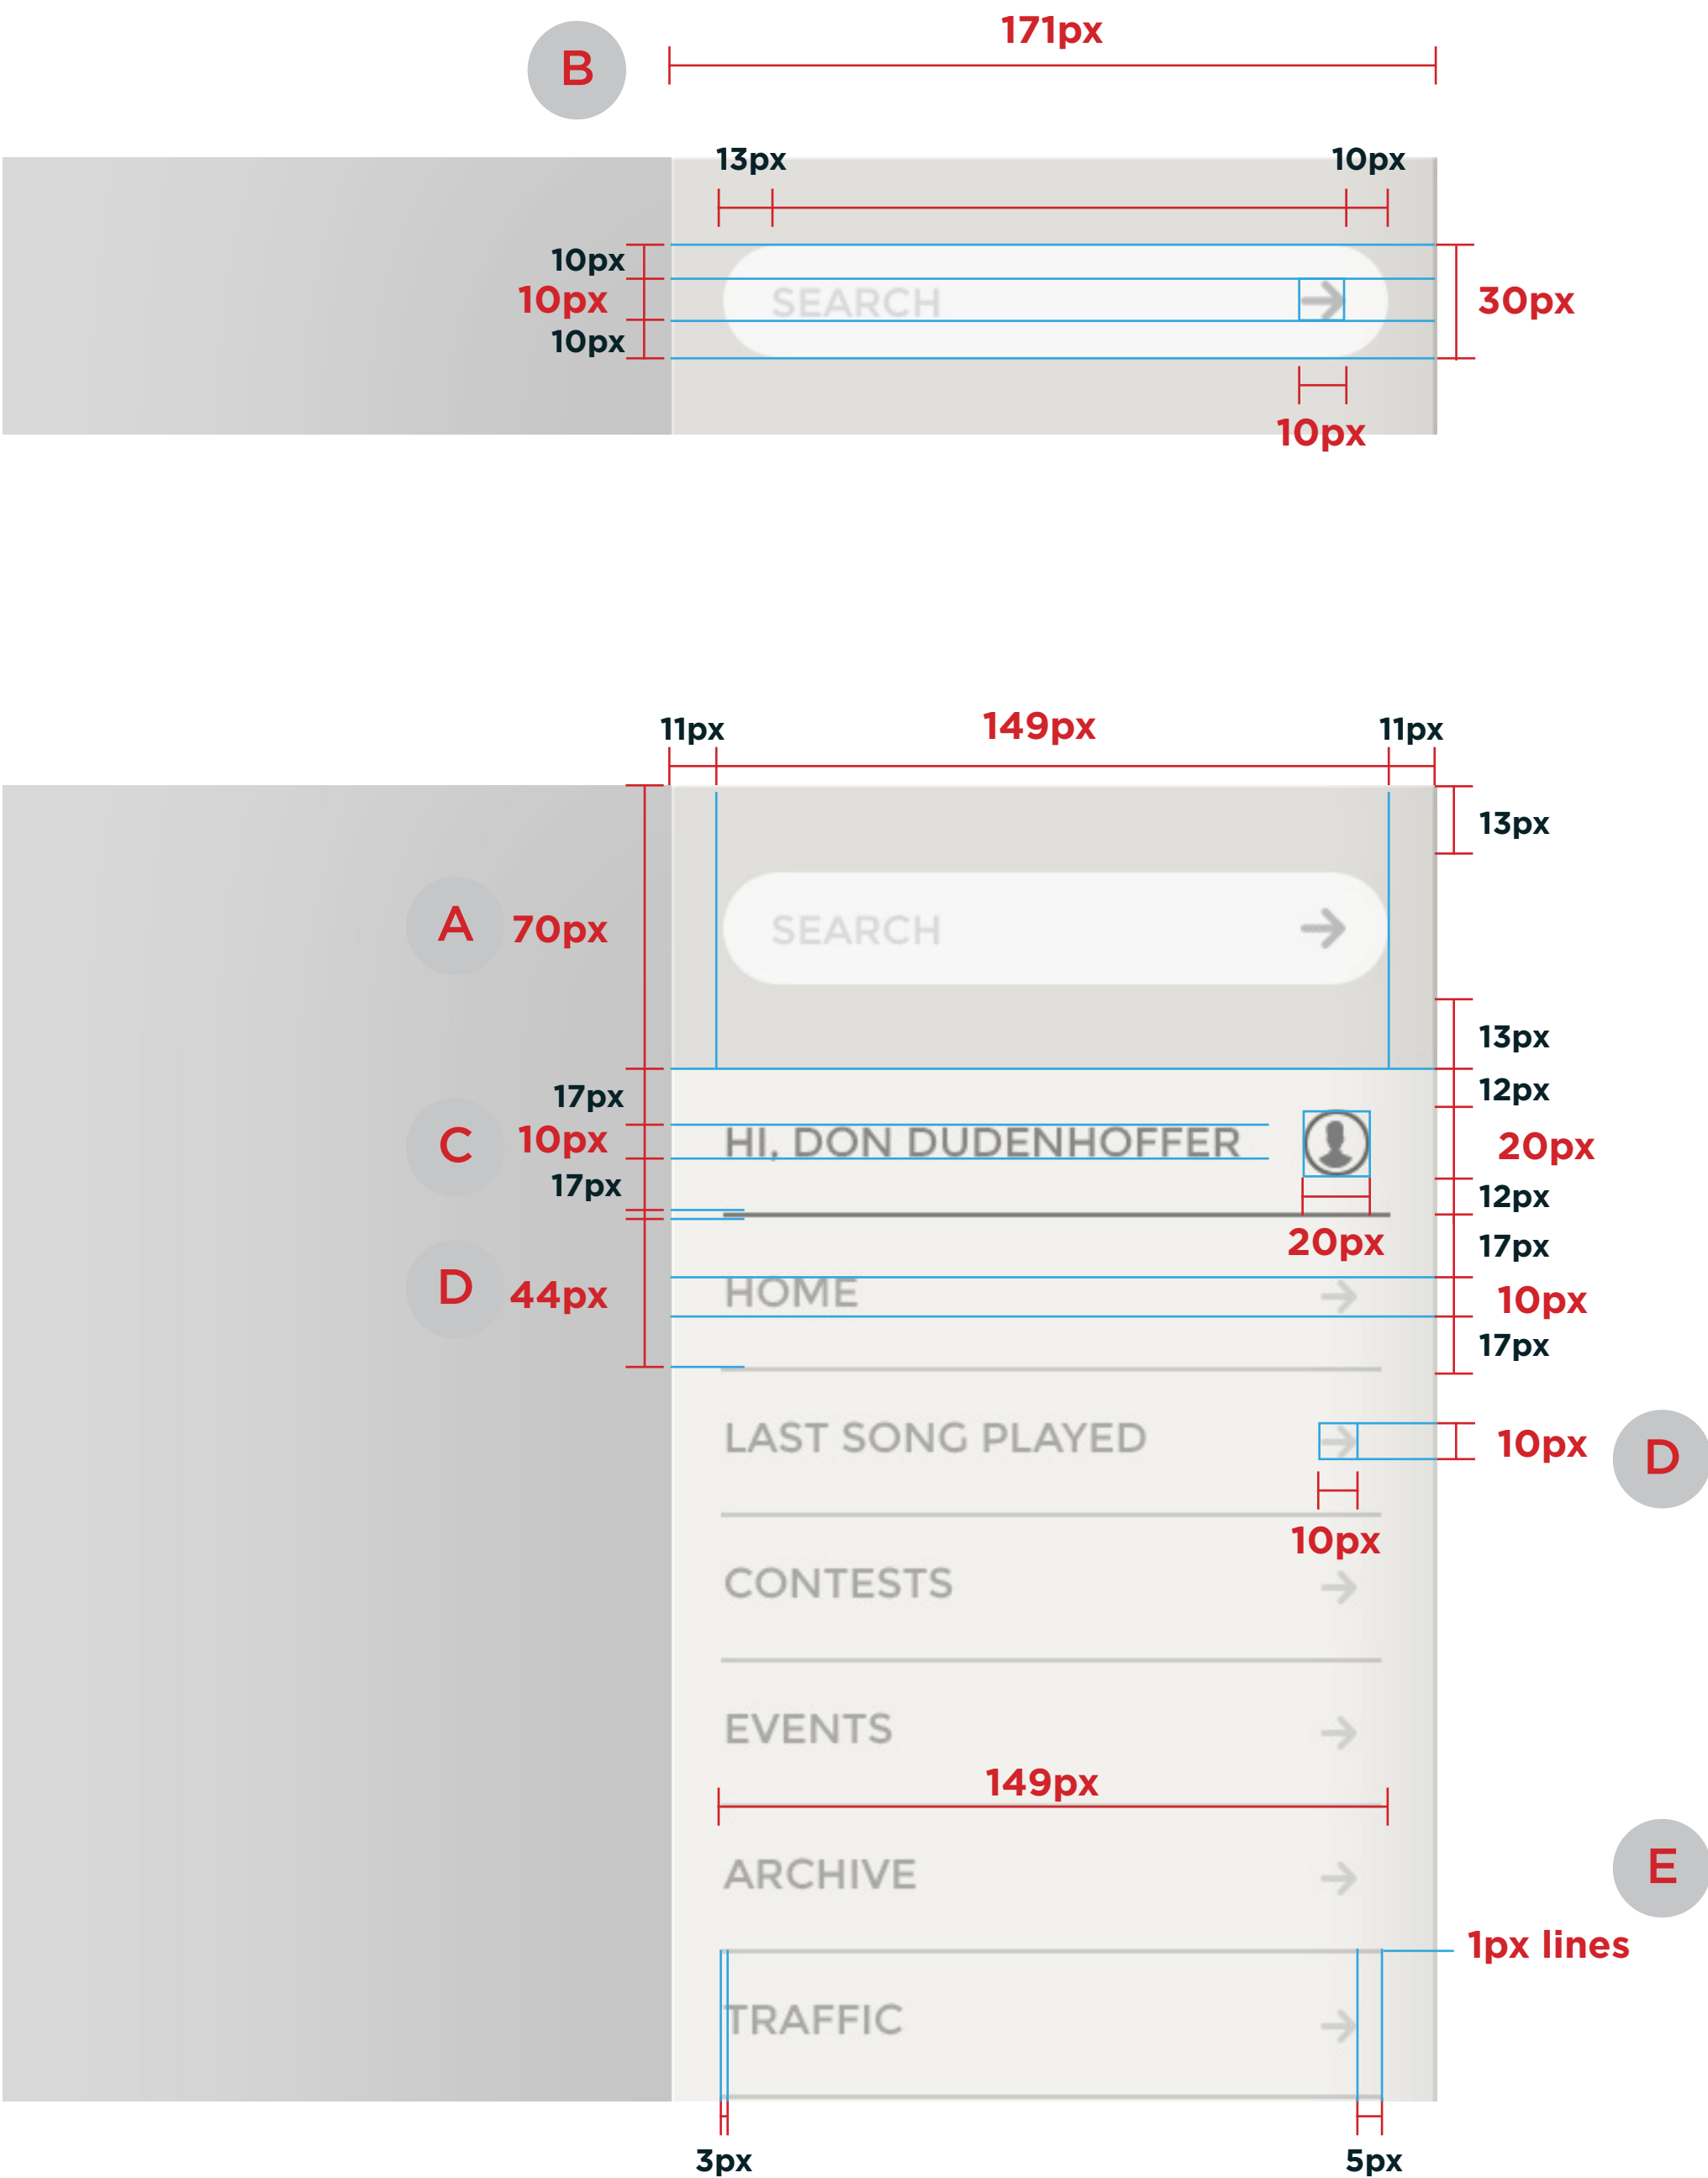 171px
B
13px
10px
10px
10px
10px
SEARCH
30px
10px
11px
149px
11px
13px
A
70px
SEARCH
13px
17px
12px
C
10px
HI, DON DUDENHOFFER
20px
17px
12px
20px
17px
D
44px
HOME
10px
17px
LAST SONG PLAYED
10px
D
10px
CONTESTS
EVENTS
149px
ARCHIVE
E
1px lines
TRAFFIC
3px
5px